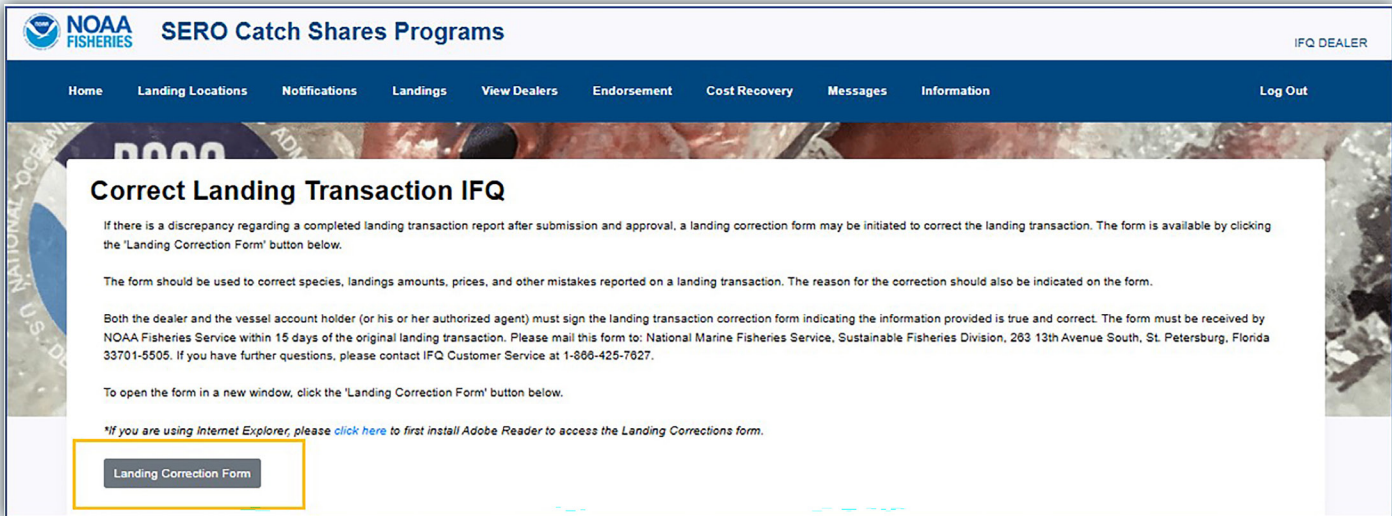 NOAA
FISHERIES
SERO Catch Shares Programs
IFQ DEALER
Home Landing Locations Notifications Landings View Dealers Endorsement Cost Recovery Messages Information Log Out
NATIONAL OCEANIC
ADM
U.S. DE
Correct Landing Transaction IFQ
If there is a discrepancy regarding a completed landing transaction report after submission and approval, a landing correction form may be initiated to correct the landing transaction. The form is available by clicking
the 'Landing Correction Form' button below.
The form should be used to correct species, landings amounts, prices, and other mistakes reported on a landing transaction. The reason for the correction should also be indicated on the form.
Both the dealer and the vessel account holder (or his or her authorized agent) must sign the landing transaction correction form indicating the information provided is true and correct. The form must be received by
NOAA Fisheries Service within 15 days of the original landing transaction. Please mail this form to: National Marine Fisheries Service, Sustainable Fisheries Division, 263 13th Avenue South, St. Petersburg, Florida
33701-5505. If you have further questions, please contact IFQ Customer Service at 1-866-425-7627.
To open the form in a new window, click the 'Landing Correction Form' button below.
*If you are using Internet Explorer, please click here to first install Adobe Reader to access the Landing Corrections form.
Landing Correction Form